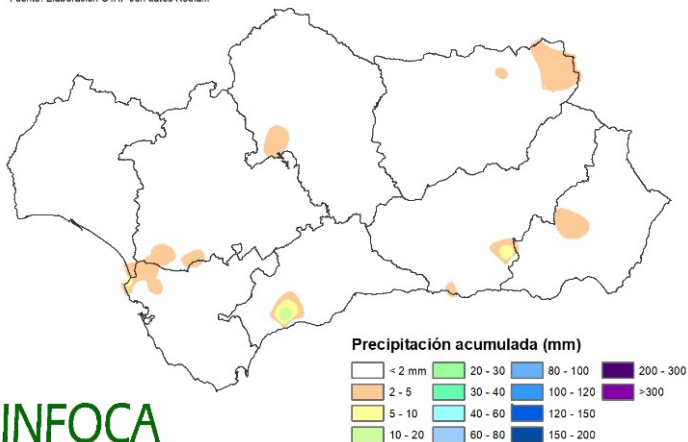 Precipitación acumulada (mm)
< 2 mm
2 - 5
5 - 10
10 - 20
20 - 30
30 - 40
40 - 60
60 - 80
80 - 100
100 - 120
120 - 150
150 - 200
200 - 300
>300
INFOCA